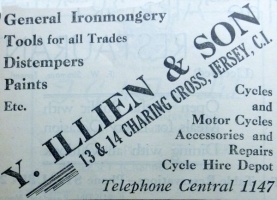 General Ironmongery
Tools for all Trades
Distempers
Paints
Etc.
Y. ILLIEN & SON
13 & 14 CHARING CROSS, JERSEY, C.I.
Cycles
and
Motor Cycles
Accessories and
Repairs
Cycle Hire Depot
Telephone Central 1147